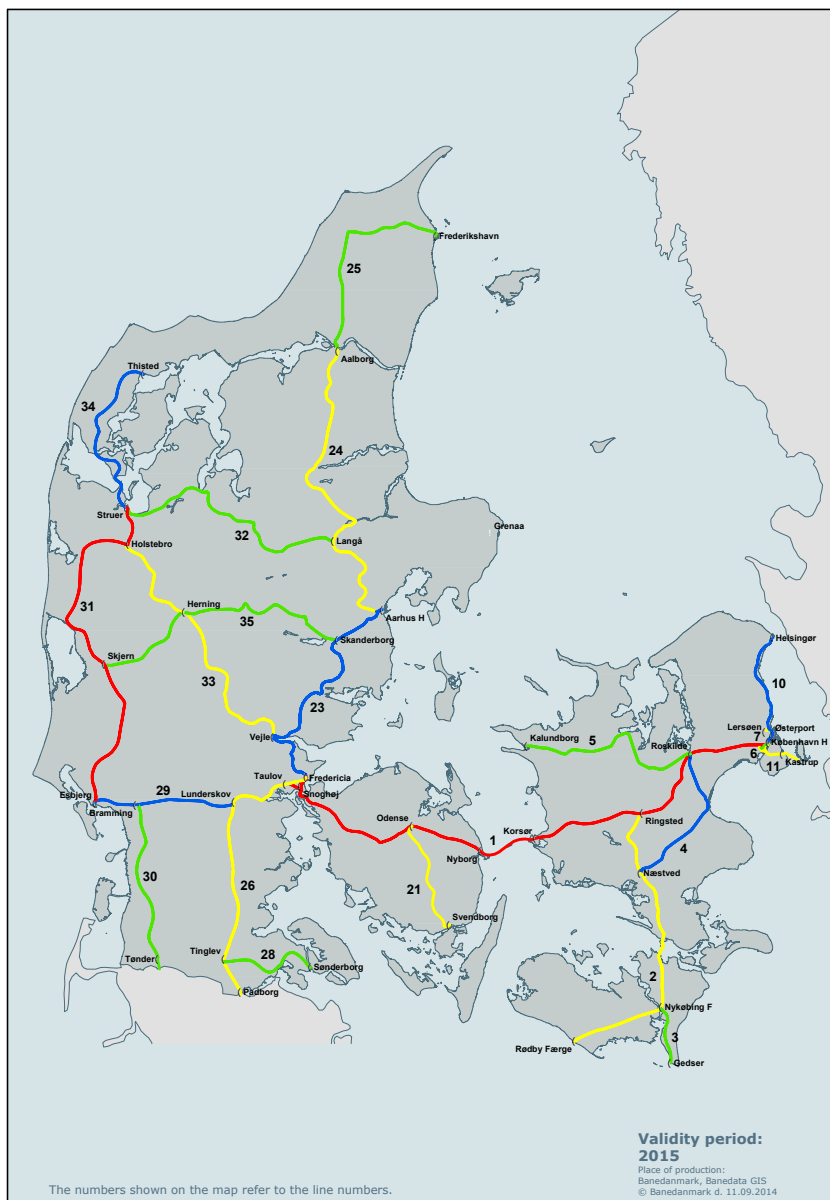 Frederikshavn
25
Aalborg
Thisted
34
24
Struer
32
Grenaa
Holstebro
Langå
31
Herning
35
Aarhus H
Skanderborg
Helsingør
Skjern
33
10
23
Lersøen
Østerport
7
Vejle
Kalundborg
5
Roskilde
København H
6
11
Kastrup
Taulov
Fredericia
29
Lunderskov
Snoghøj
Esbjerg
Bramming
Odense
Korsør
Ringsted
1
4
Nyborg
Næstved
30
26
21
Svendborg
Tinglev
28
Tønder
Sønderborg
2
Padborg
Nykøbing F
3
Rødby Færge
Gedser
Validity period:
2015
Place of production:
Banedanmark, Banedata GIS
© Banedanmark d. 11.09.2014
The numbers shown on the map refer to the line numbers.